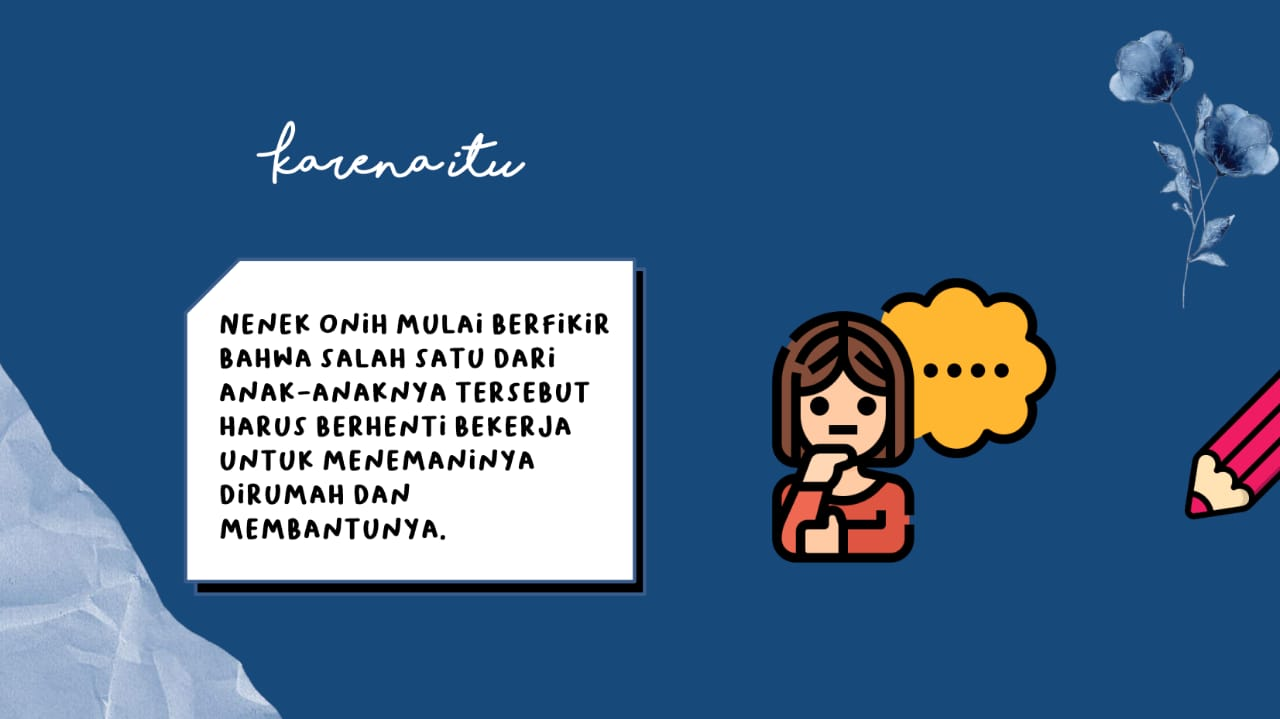 karena itu
NENEK ONiH MULAi BERFiKiR
BAHWA SALAH SATU DARi
ANAK-ANAKNYA TERSEBUT
HARUS BERHENTi BEKERJA
UNTUK MENEMANiNYA
DiRUMAH DAN
MEMBANTUNYA.